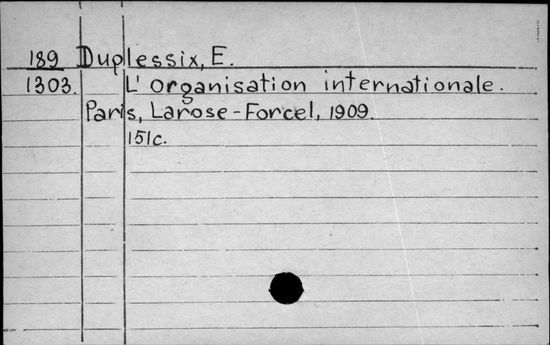 189 Duplessix, E.
1303. L'organisation internationale.
Paris, Larose-Forcel, 1909.
151c.